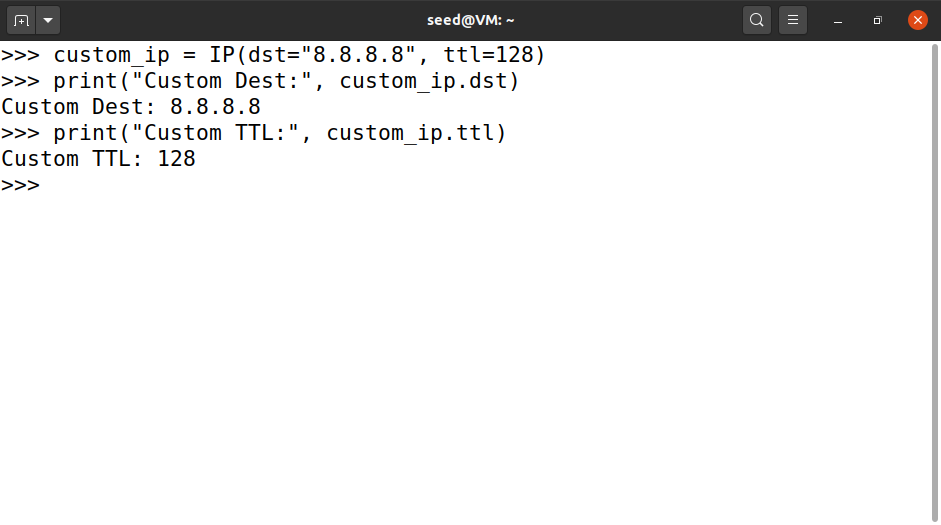 seed@VM: ~
>>> custom_ip = IP(dst="8.8.8.8", ttl=128)
>>> print("Custom Dest:", custom_ip.dst)
Custom Dest: 8.8.8.8
>>> print("Custom TTL:", custom_ip.ttl)
Custom TTL: 128
>>>